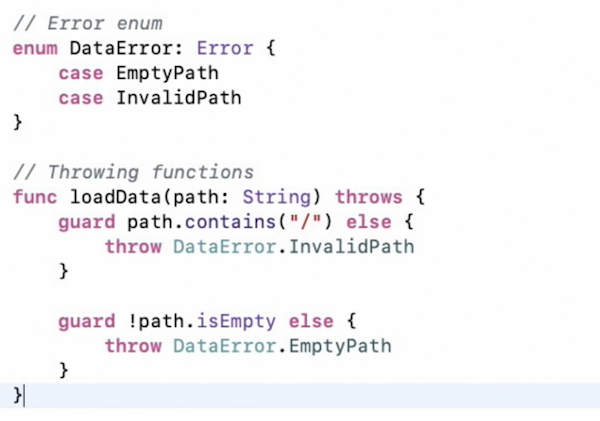 // Error enum
enum DataError: Error {
    case EmptyPath
    case InvalidPath
}

// Throwing functions
func loadData(path: String) throws {
    guard path.contains("/") else {
        throw DataError.InvalidPath
    }

    guard !path.isEmpty else {
        throw DataError.EmptyPath
    }
}